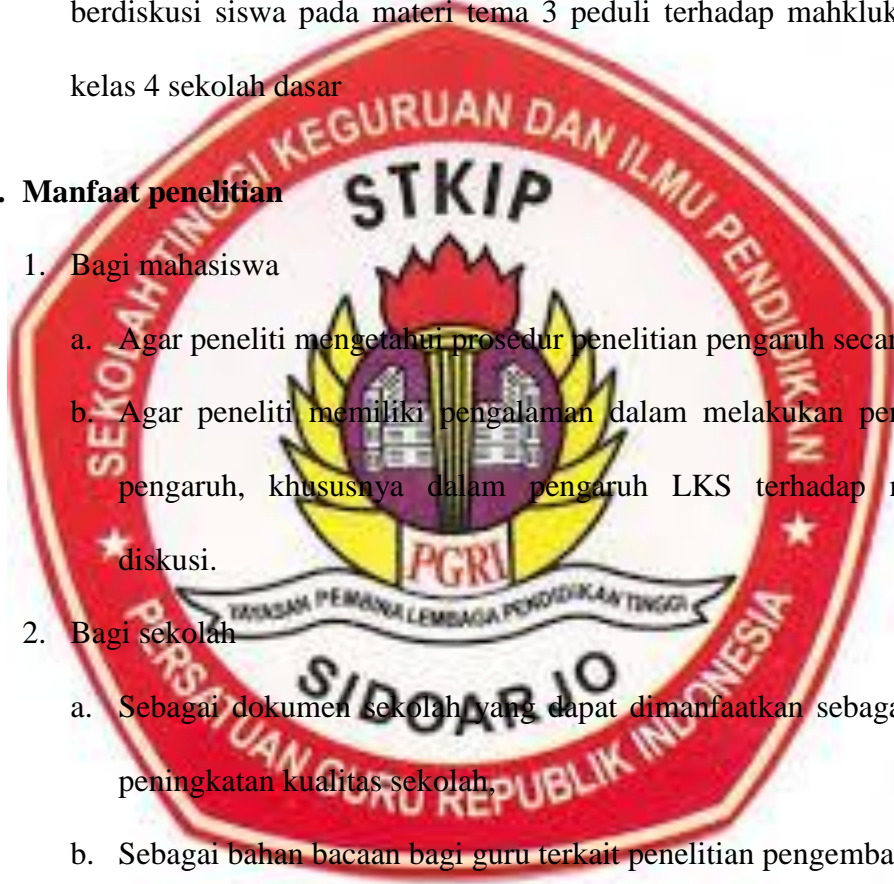 berdiskusi siswa pada materi tema 3 peduli terhadap mahkluk
kelas 4 sekolah dasar
. Manfaat penelitian
1. Bagi mahasiswa
a. Agar peneliti mengetahui prosedur penelitian pengaruh secar
b. Agar peneliti memiliki pengalaman dalam melakukan pe
pengaruh, khususnya dalam pengaruh LKS terhadap
diskusi.
2. Bagi sekolah
a. Sebagai dokumen sekolah yang dapat dimanfaatkan sebaga
peningkatan kualitas sekolah,
b. Sebagai bahan bacaan bagi guru terkait penelitian pengemba
SEKOLAH TINGGI KEGURUAN DAN ILMU PENDIDIKAN
STKIP
PGRI
YAYASAN PEMBINA LEMBAGA PENDIDIKAN TINGGI
SIDOARJO
PERSATUAN GURU REPUBLIK INDONESIA